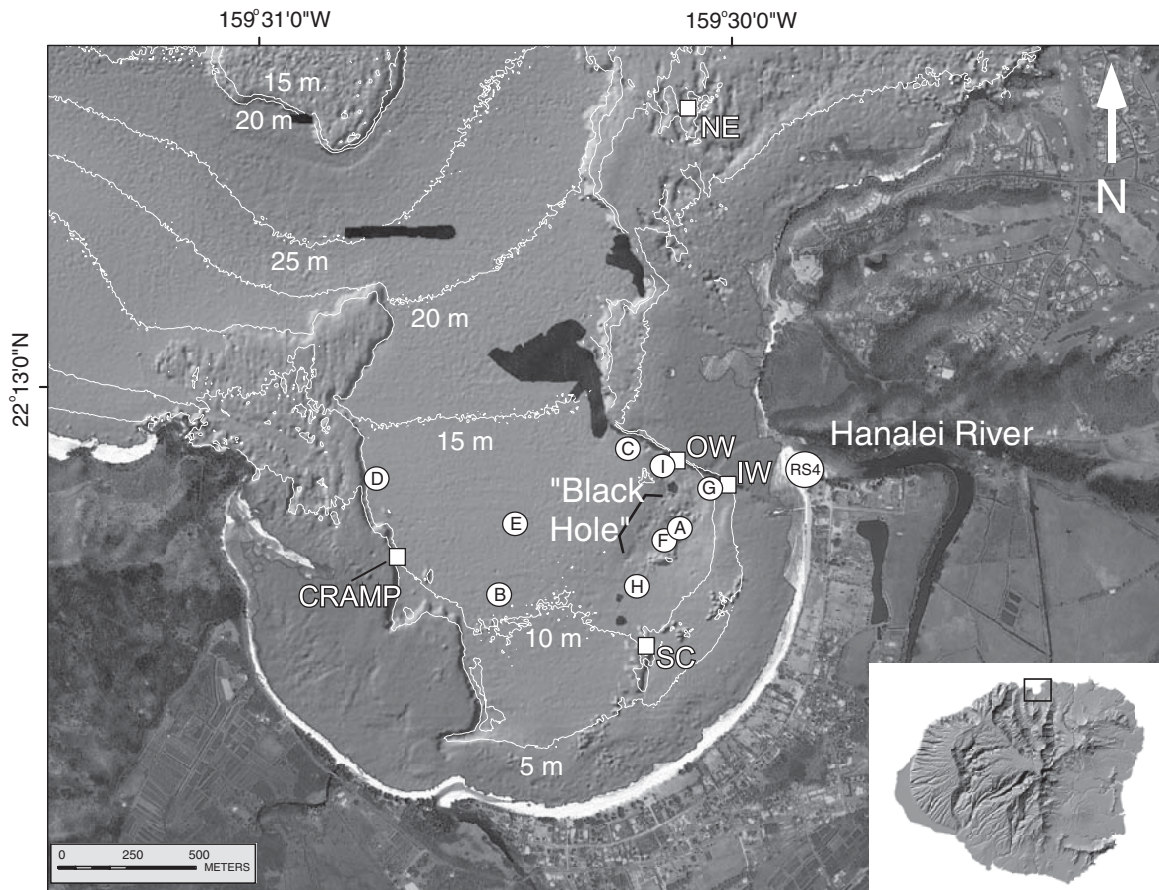 159°31'0"W
159°30'0"W
15 m
20 m
NE
N
25 m
20 m
22°13'0"N
15 m
Hanalei River
C
OW
I
IW
RS4
D
G
"Black
Hole"
E
A
F
CRAMP
H
B
10 m
SC
5 m
0 250 500
METERS